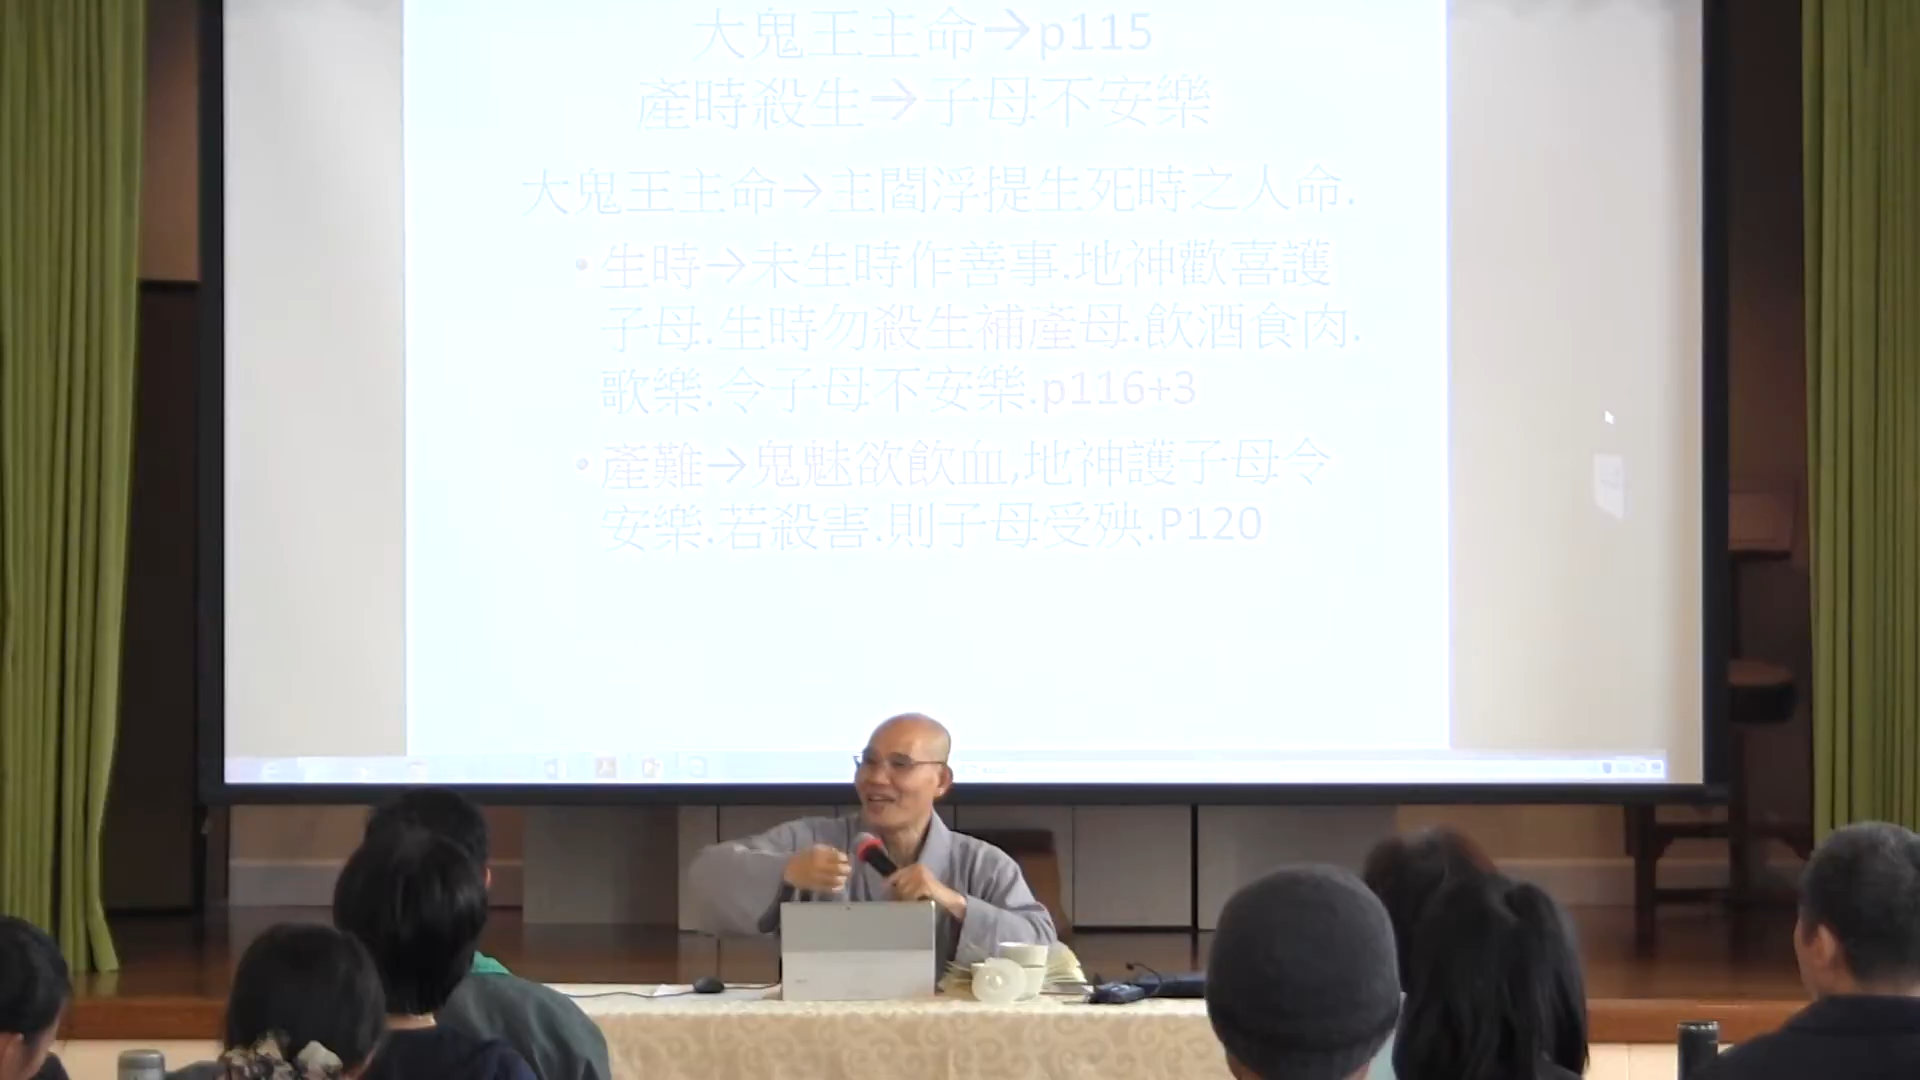 大鬼王主命→p115
產時殺生→子母不安樂
大鬼王主命→主閻浮提生死時之人命.
•生時→未生時作善事.地神歡喜護
子母.生時勿殺生補產母.飲酒食肉.
歌樂.令子母不安樂.p116+3
•產難→鬼魅欲飲血,地神護子母令
安樂.若殺害.則子母受殃.P120